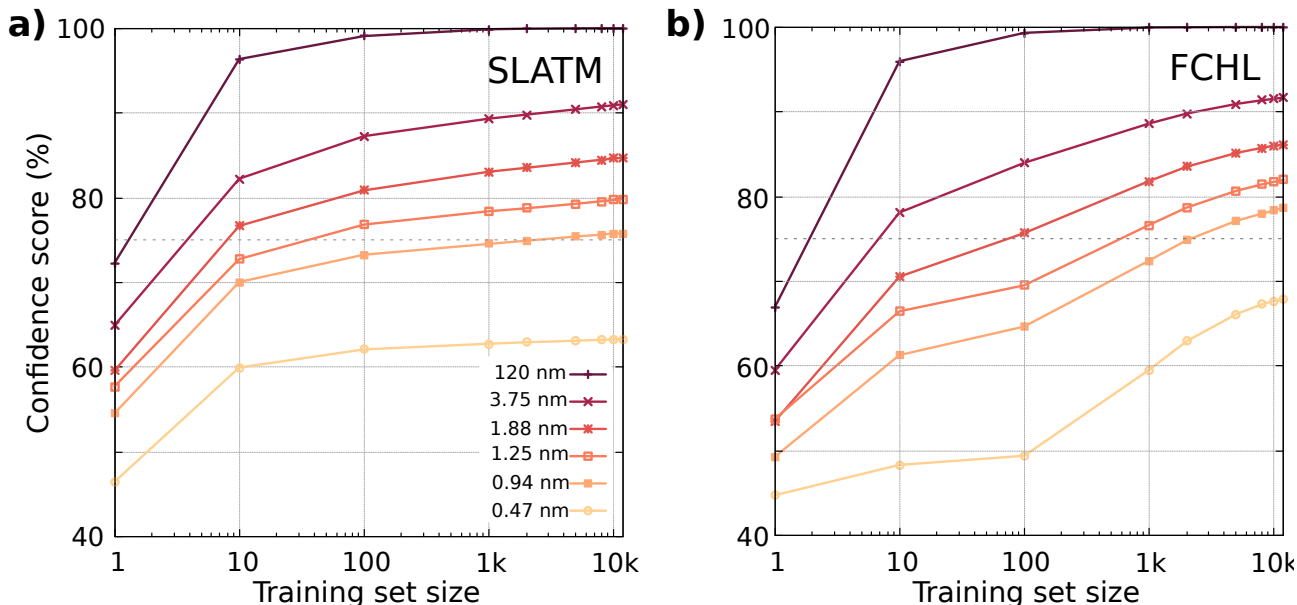 a)
SLATM
Confidence score (%)
100
80
60
40
120 nm
3.75 nm
1.88 nm
1.25 nm
0.94 nm
0.47 nm
1 10 100 1k 10k
Training set size
b)
FCHL
100
80
60
40
1 10 100 1k 10k
Training set size